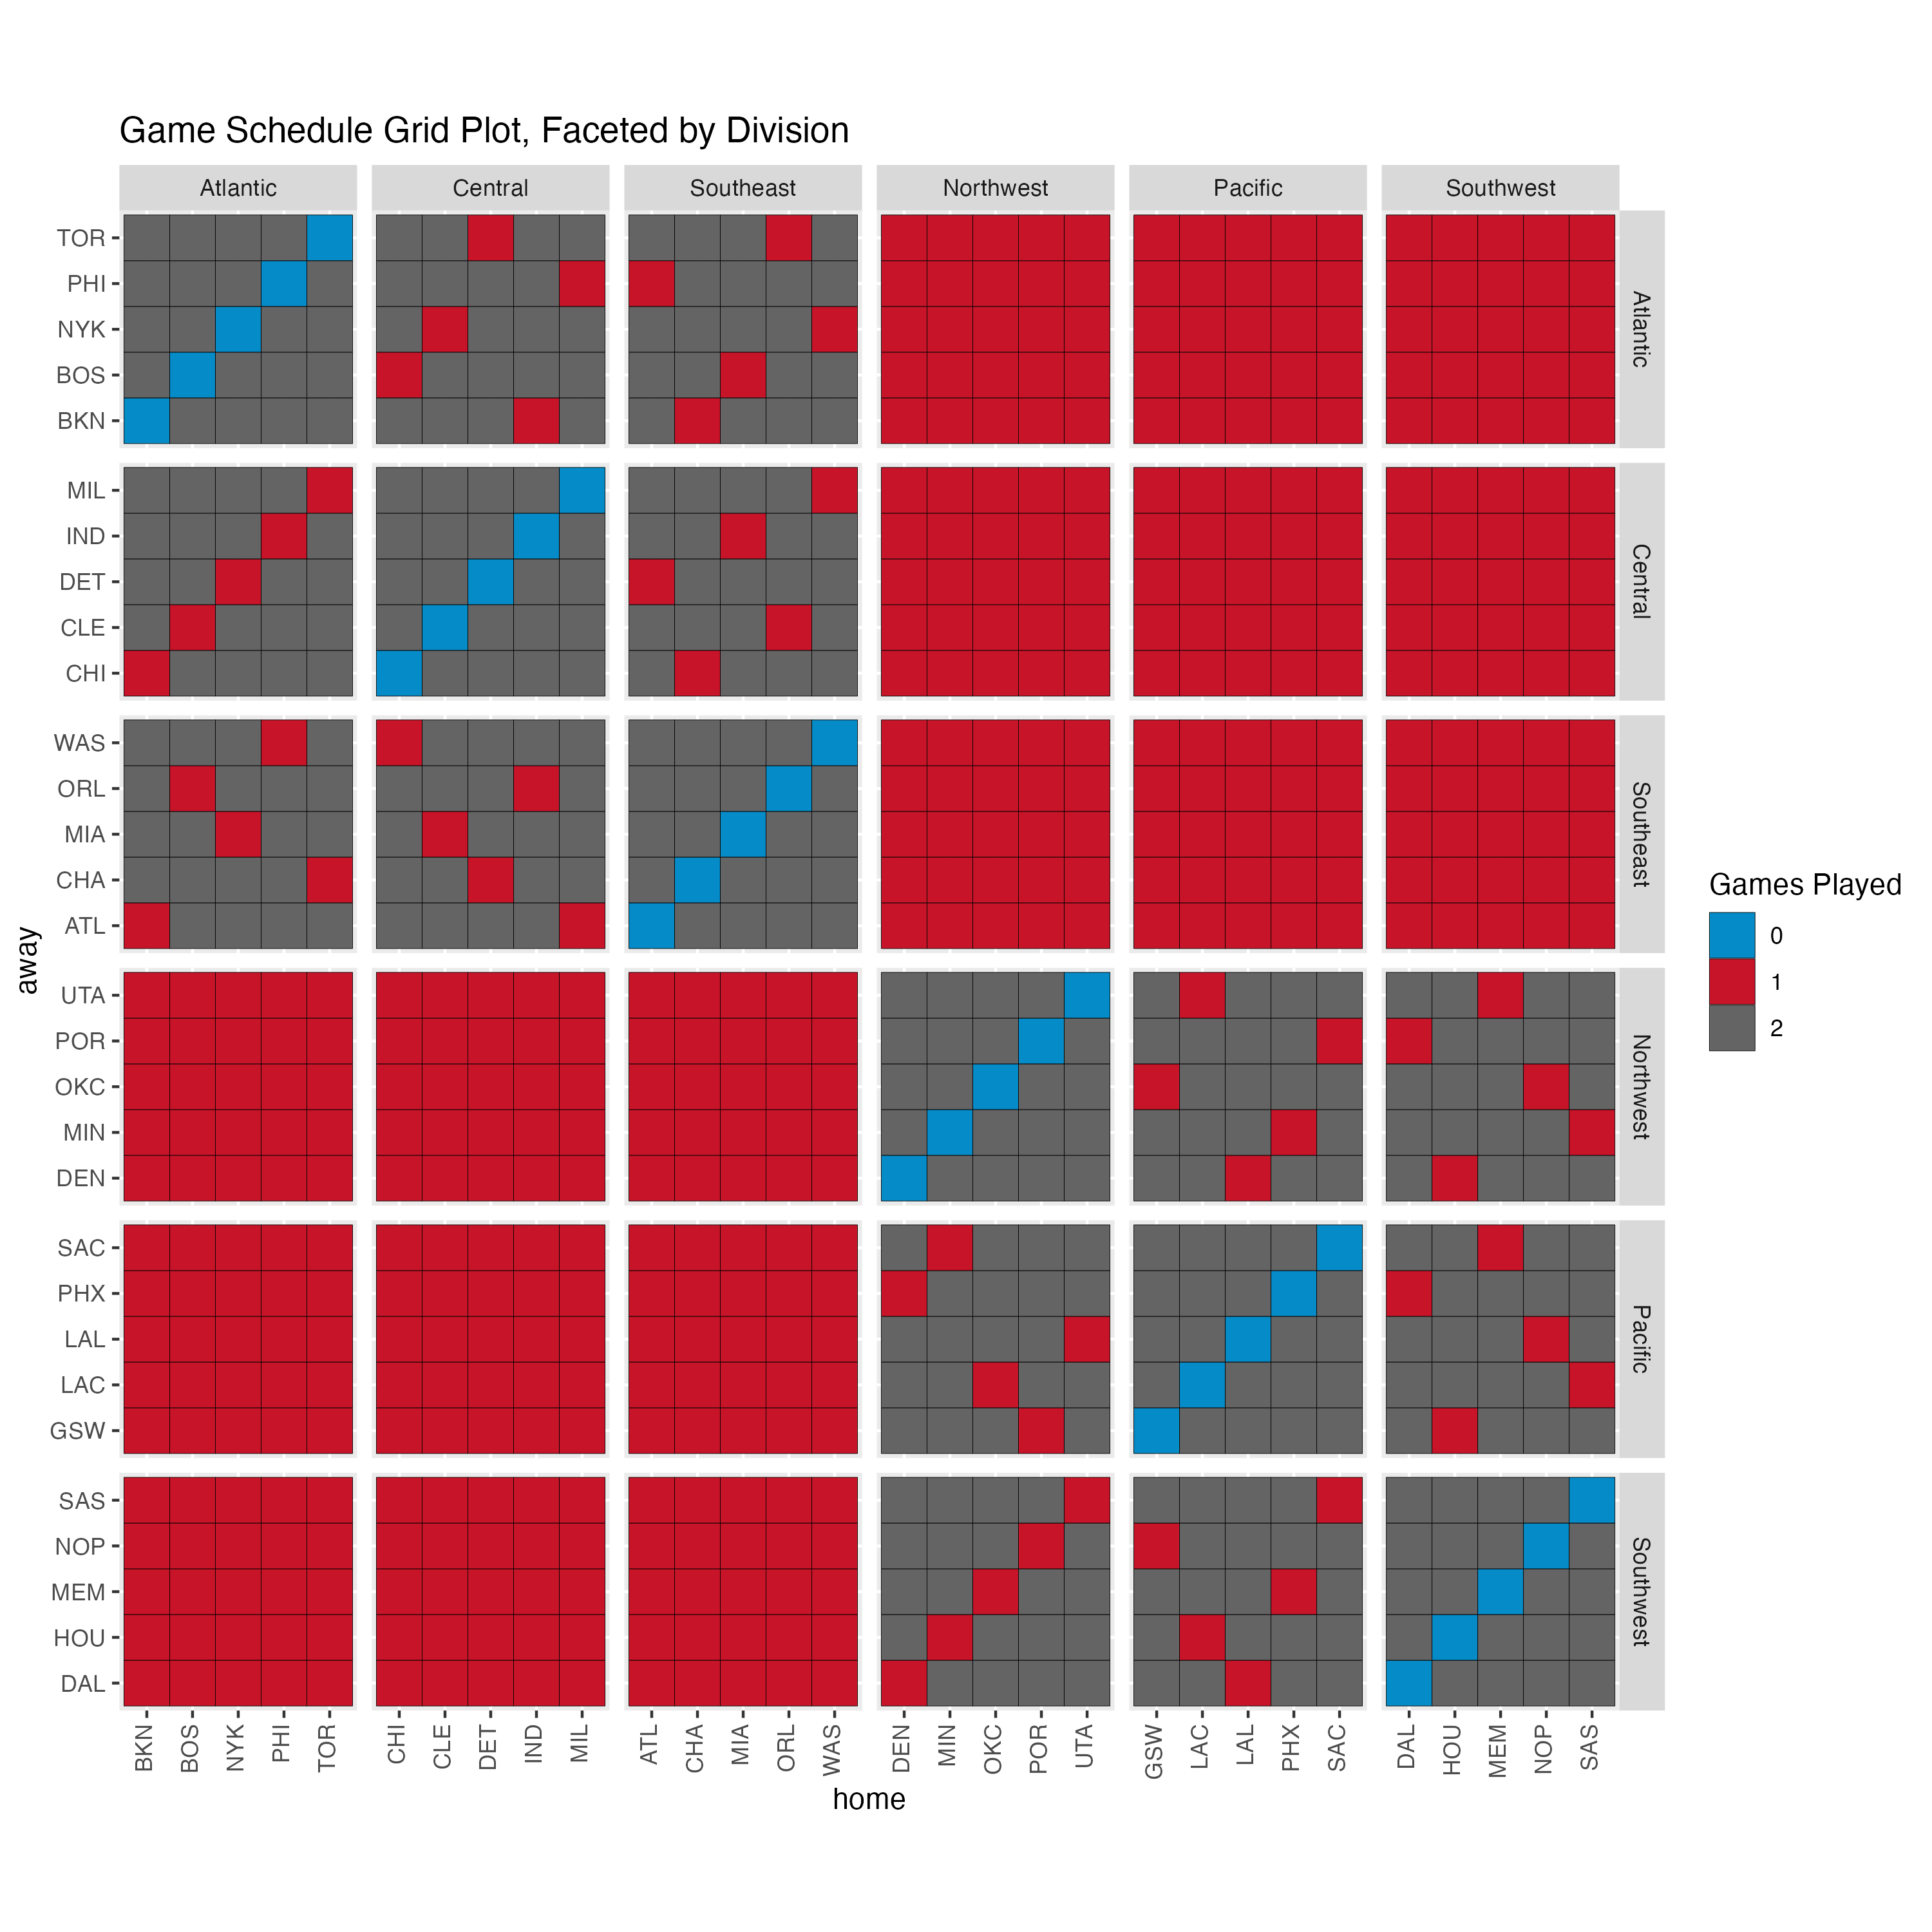 Game Schedule Grid Plot, Faceted by Division
Atlantic
Central
Southeast
Northwest
Pacific
Southwest
TOR
PHI
NYK
BOS
BKN
Atlantic
MIL
IND
DET
CLE
CHI
Central
WAS
ORL
MIA
CHA
ATL
Southeast
UTA
POR
OKC
MIN
DEN
Northwest
SAC
PHX
LAL
LAC
GSW
Pacific
SAS
NOP
MEM
HOU
DAL
Southwest
away
BKN
BOS
NYK
PHI
TOR
CHI
CLE
DET
IND
MIL
ATL
CHA
MIA
ORL
WAS
DEN
MIN
OKC
POR
UTA
GSW
LAC
LAL
PHX
SAC
DAL
HOU
MEM
NOP
SAS
home
Games Played
0
1
2